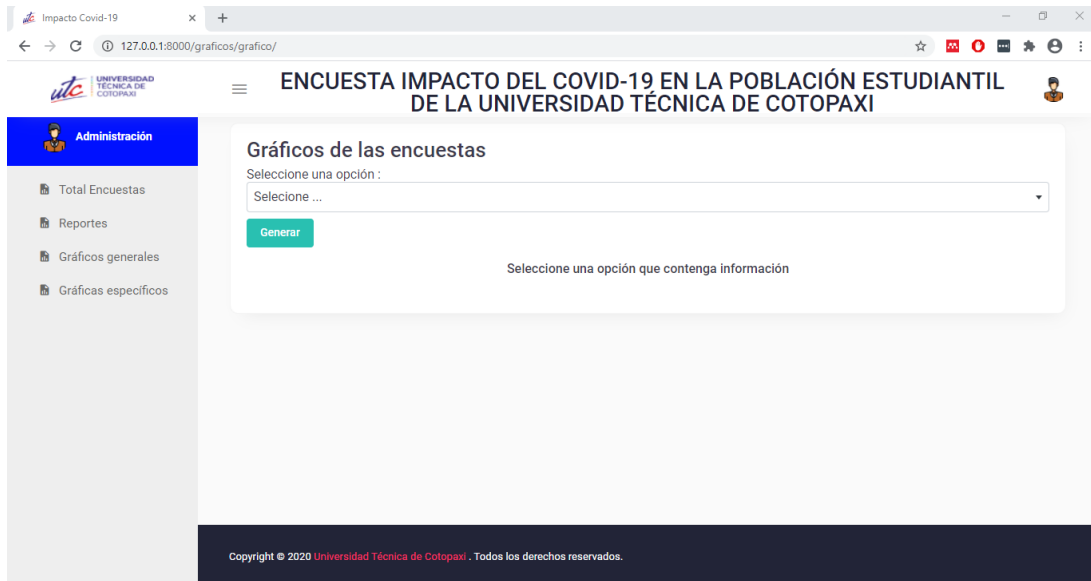 Impacto Covid-19
127.0.0.1:8000/graficos/grafico/
utc UNIVERSIDAD
TÉCNICA DE
COTOPAXI
ENCUESTA IMPACTO DEL COVID-19 EN LA POBLACIÓN ESTUDIANTIL
DE LA UNIVERSIDAD TÉCNICA DE COTOPAXI
Administración
Total Encuestas
Reportes
Gráficos generales
Gráficas específicos
Gráficos de las encuestas
Seleccione una opción :
Selecione ...
Generar
Seleccione una opción que contenga información
Copyright © 2020 Universidad Técnica de Cotopaxi . Todos los derechos reservados.